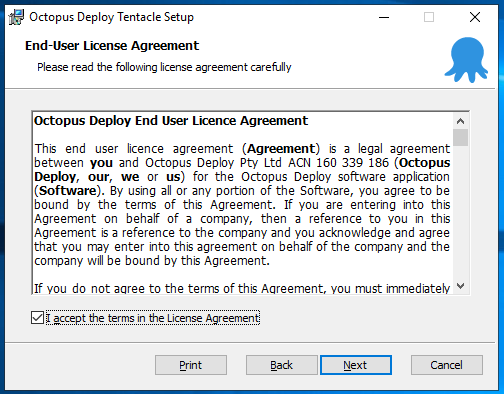 Octopus Deploy Tentacle Setup
End-User License Agreement
Please read the following license agreement carefully
Octopus Deploy End User Licence Agreement
This end user licence agreement (Agreement) is a legal agreement
between you and Octopus Deploy Pty Ltd ACN 160 339 186 (Octopus
Deploy, our, we or us) for the Octopus Deploy software application
(Software). By using all or any portion of the Software, you agree to be
bound by the terms of this Agreement. If you are entering into this
Agreement on behalf of a company, then a reference to you in this
Agreement is a reference to the company and you acknowledge and agree
that you may enter into this agreement on behalf of the company and the
company will be bound by this Agreement.
If you do not agree to the terms of this Agreement, you must immediately
I accept the terms in the License Agreement
Print Back Next Cancel